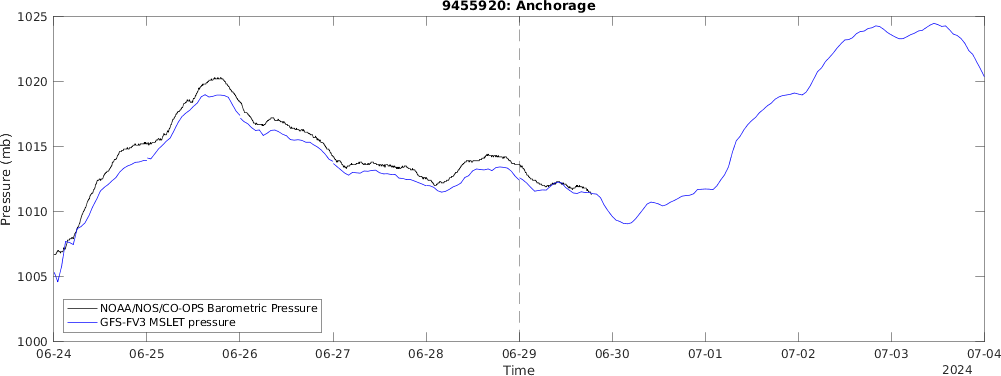 9455920: Anchorage
Pressure (mb)
1025
1020
1015
1010
1005
1000
NOAA/NOS/CO-OPS Barometric Pressure
GFS-FV3 MSLET pressure
06-24 06-25 06-26 06-27 06-28 06-29 06-30 07-01 07-02 07-03 07-04
Time
2024